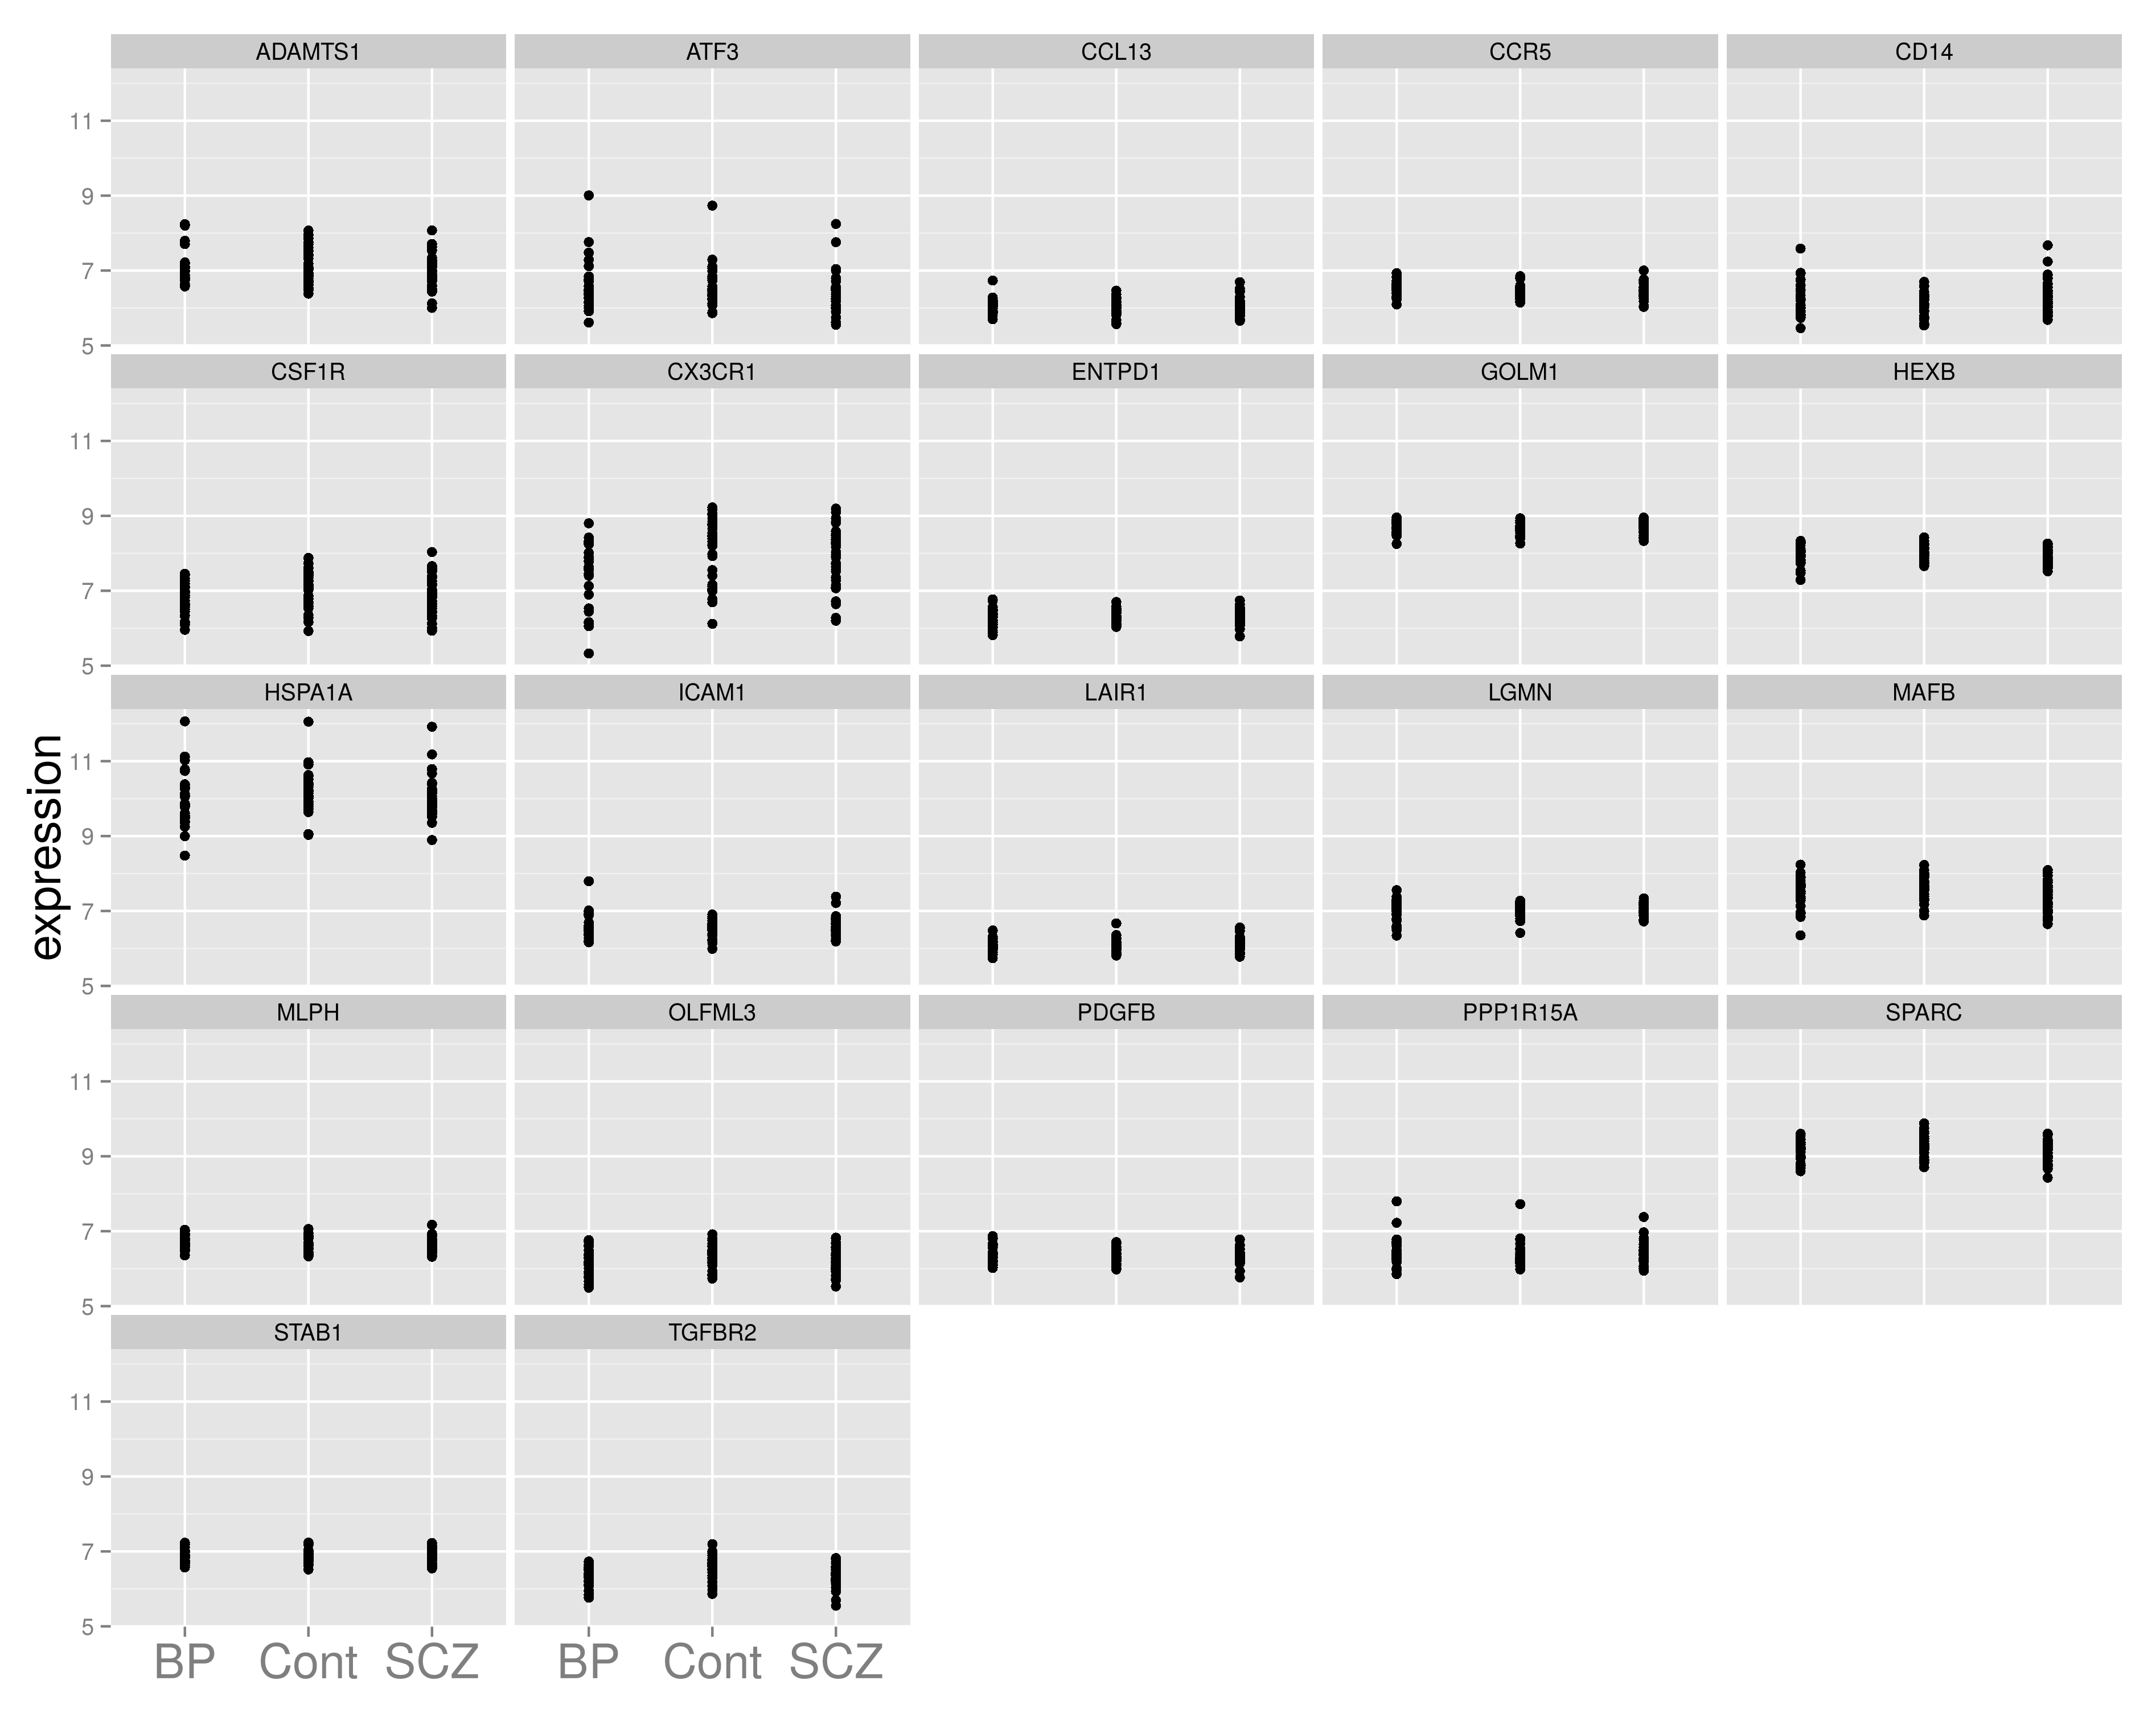 ADAMTS1 ATF3 CCL13 CCR5 CD14
11
9
7
5
CSF1R CX3CR1 ENTPD1 GOLM1 HEXB
11
9
7
5
HSPA1A ICAM1 LAIR1 LGMN MAFB
11
9
7
5
expression
MLPH OLFML3 PDGFB PPP1R15A SPARC
11
9
7
5
STAB1 TGFBR2
11
9
7
5
BP Cont SCZ BP Cont SCZ